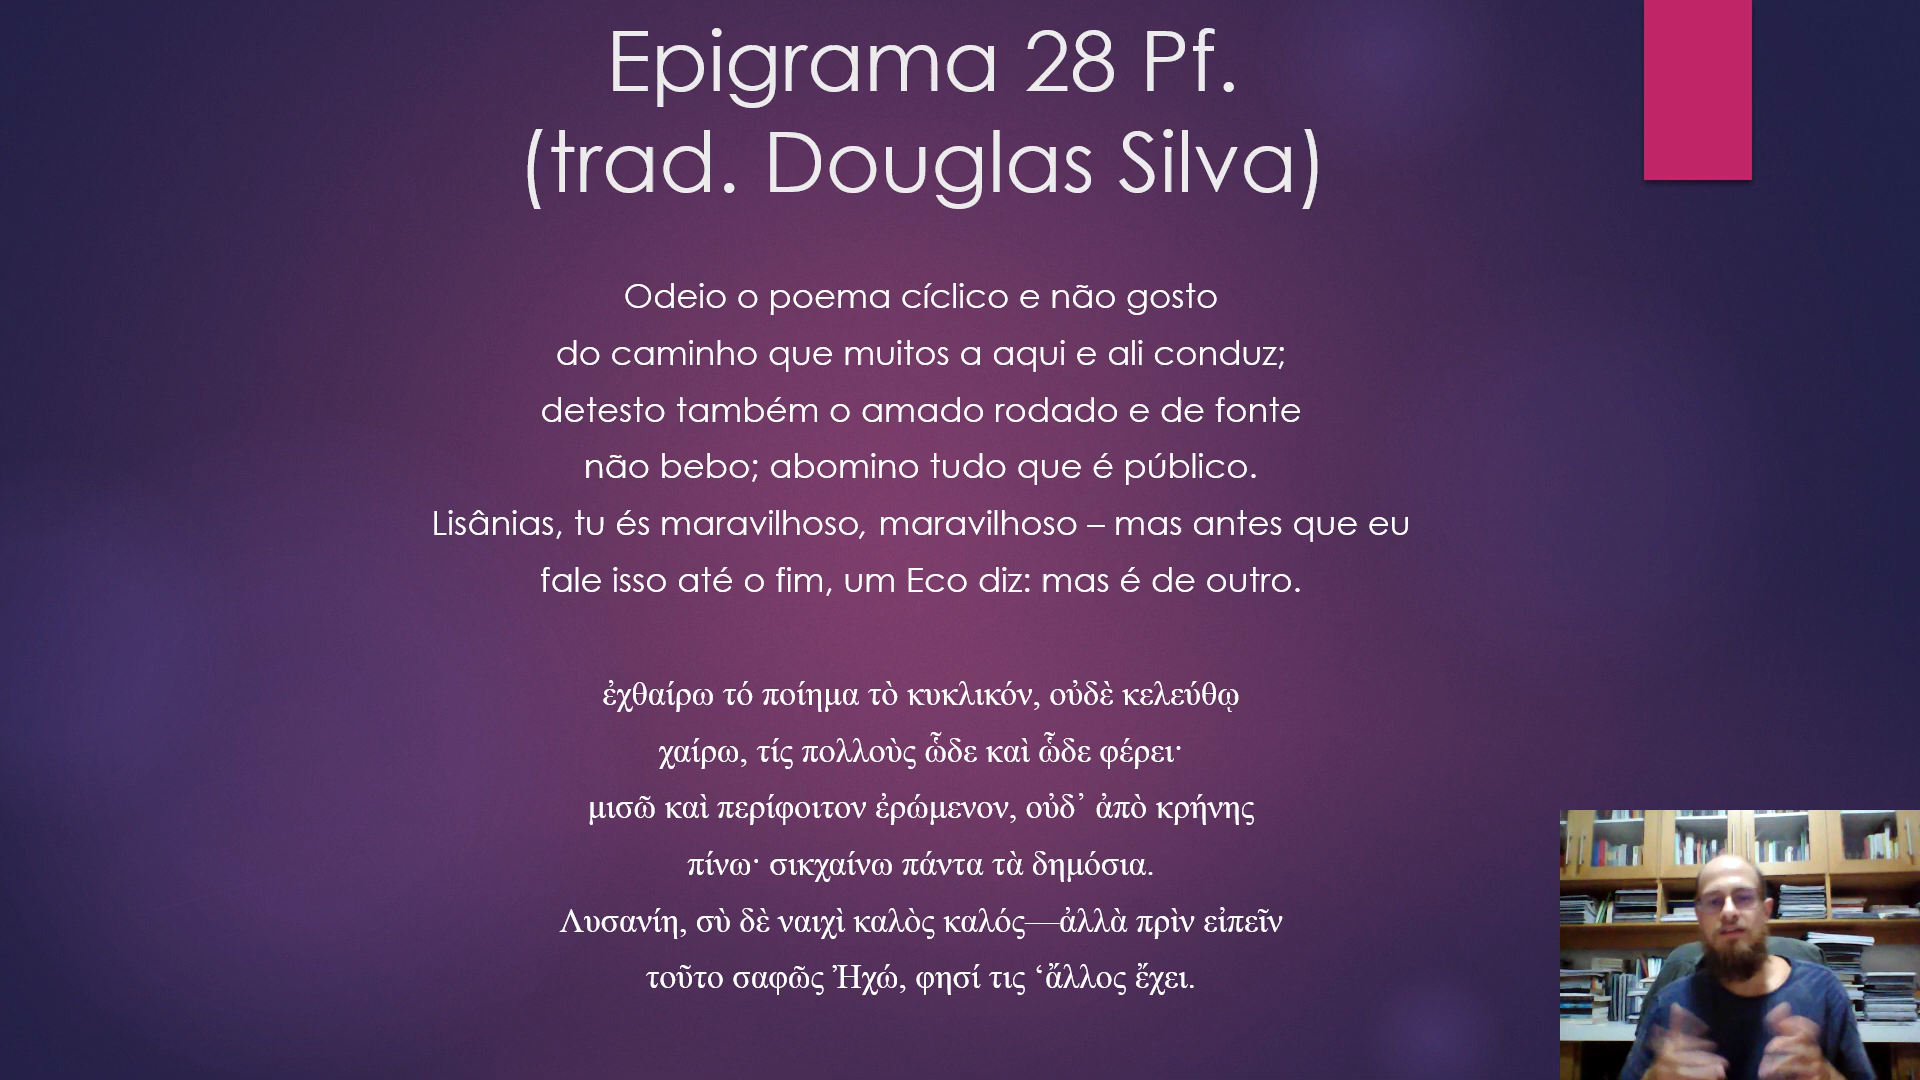 Epigrama 28 Pf.
(trad. Douglas Silva)
Odeio o poema cíclico e não gosto
do caminho que muitos a aqui e ali conduz;
detesto também o amado rodado e de fonte
não bebo; abomino tudo que é público.
Lisânias, tu és maravilhoso, maravilhoso – mas antes que eu
fale isso até o fim, um Eco diz: mas é de outro.
ἐχθαίρω τό ποίημα τὸ κυκλικόν, οὐδὲ κελεύθῳ
χαίρω, τίς πολλοὺς ὧδε καὶ ὧδε φέρει·
μισῶ καὶ περίφοιτον ἐρώμενον, οὐδ᾽ ἀπὸ κρήνης
πίνω· σικχαίνω πάντα τὰ δημόσια.
Λυσανίη, σὺ δὲ ναιχὶ καλὸς καλός—ἀλλὰ πρὶν εἰπεῖν
τοῦτο σαφῶς Ἠχώ, φησί τις ‘ἄλλος ἔχει.